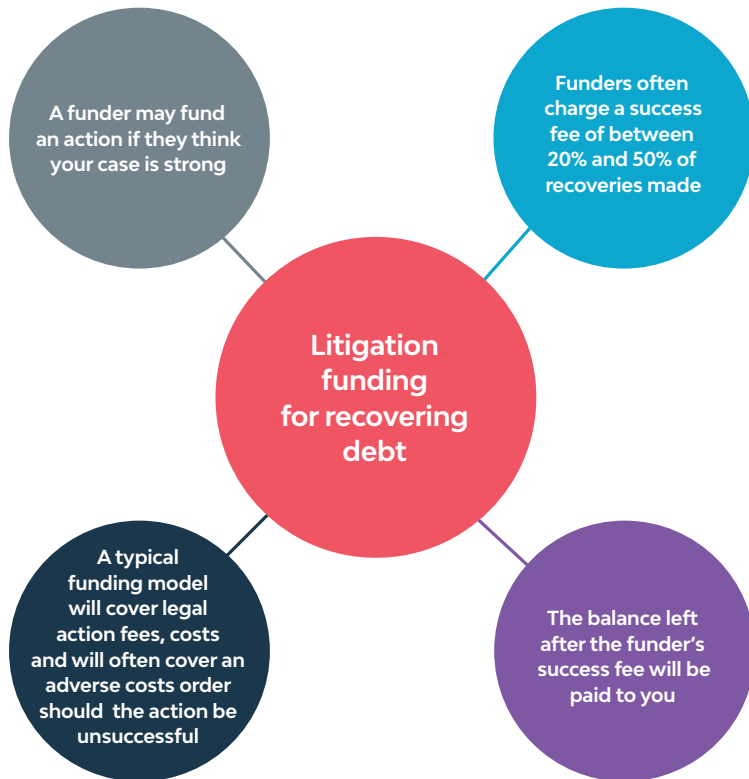 A funder may fund
an action if they think
your case is strong
Funders often
charge a success
fee of between
20% and 50% of
recoveries made
Litigation
funding
for recovering
debt
A typical
funding model
will cover legal
action fees, costs
and will often cover an
adverse costs order
should  the action be
unsuccessful
The balance left
after the funder’s
success fee will be
paid to you